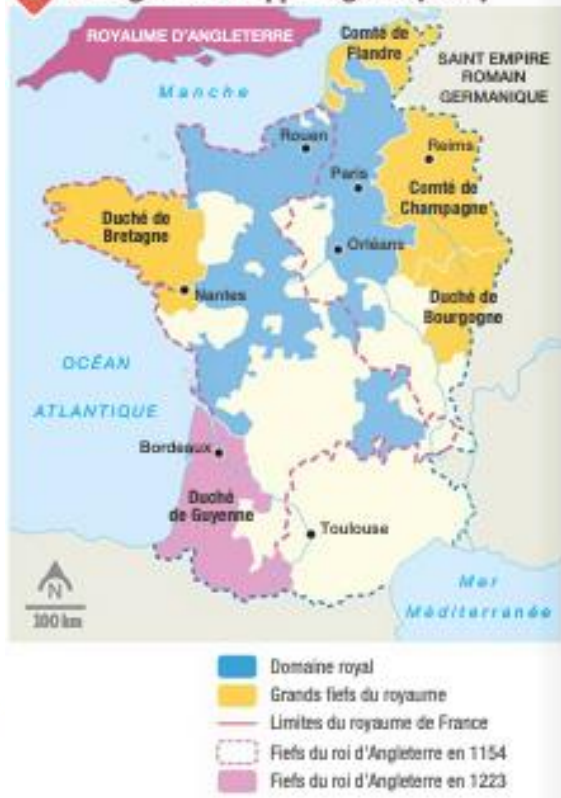 ROYAUME D'ANGLETERRE
Comté de
Flandre
SAINT EMPIRE
ROMAIN
GERMANIQUE
Manche
Rouen
Reims
Paris
Comté de
Champagne
Duché de
Bretagne
Orléans
Nantes
Duché de
Bourgogne
OCÉAN
ATLANTIQUE
Bordeaux
Duché
de Guyenne
Toulouse
N
100 km
Mer
Méditerranée
Domaine royal
Grands fiefs du royaume
Limites du royaume de France
Fiefs du roi d'Angleterre en 1154
Fiefs du roi d'Angleterre en 1223